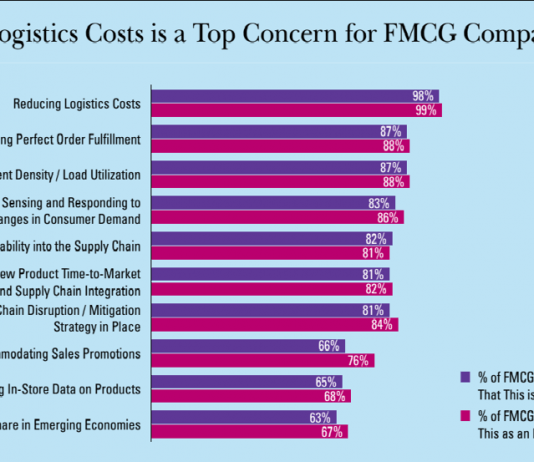 ogistics Costs is a Top Concern for FMCG Compa
Reducing Logistics Costs
98%
99%
ng Perfect Order Fulfillment
87%
88%
ent Density / Load Utilization
87%
88%
Sensing and Responding to
anges in Consumer Demand
83%
86%
ability into the Supply Chain
82%
81%
ew Product Time-to-Market
nd Supply Chain Integration
81%
82%
Chain Disruption / Mitigation
Strategy in Place
81%
84%
mmodating Sales Promotions
66%
76%
g In-Store Data on Products
65%
68%
hare in Emerging Economies
63%
67%
% of FMCG
That This is
% of FMCG
This as an